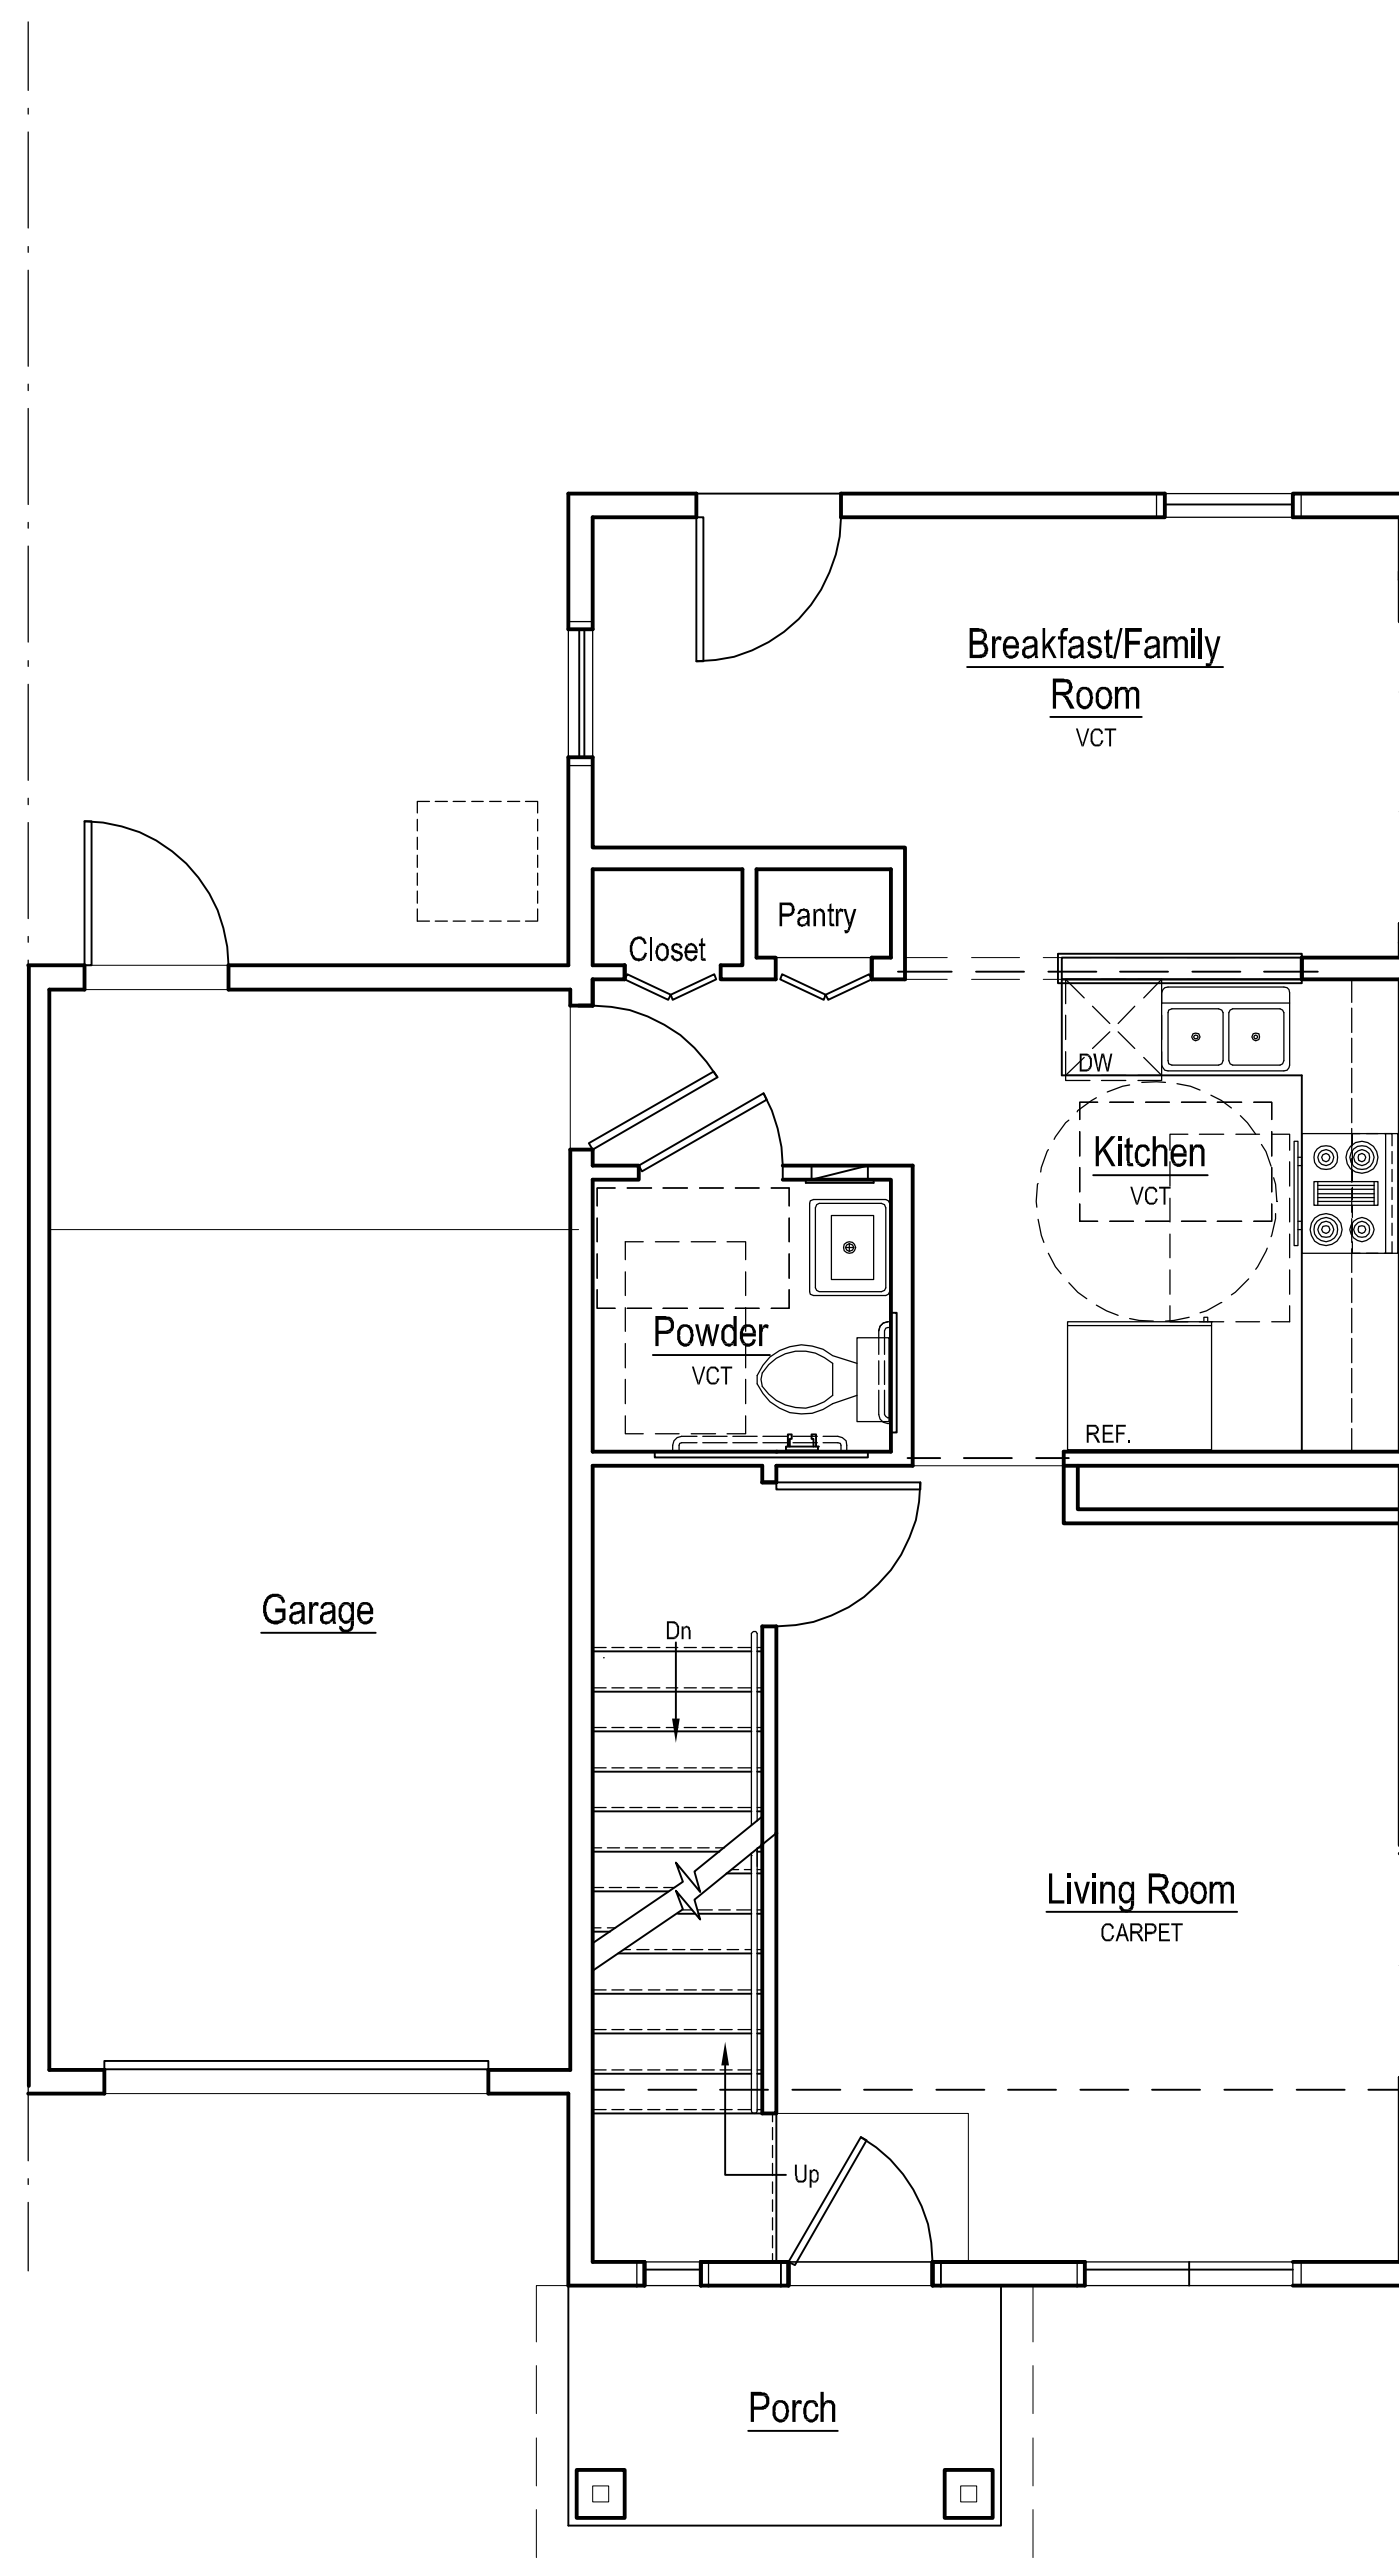 Breakfast/Family
Room
VCT
Pantry
Closet
DW
Kitchen
VCT
Powder
VCT
REF.
Garage
Dn
Living Room
CARPET
Up
Porch